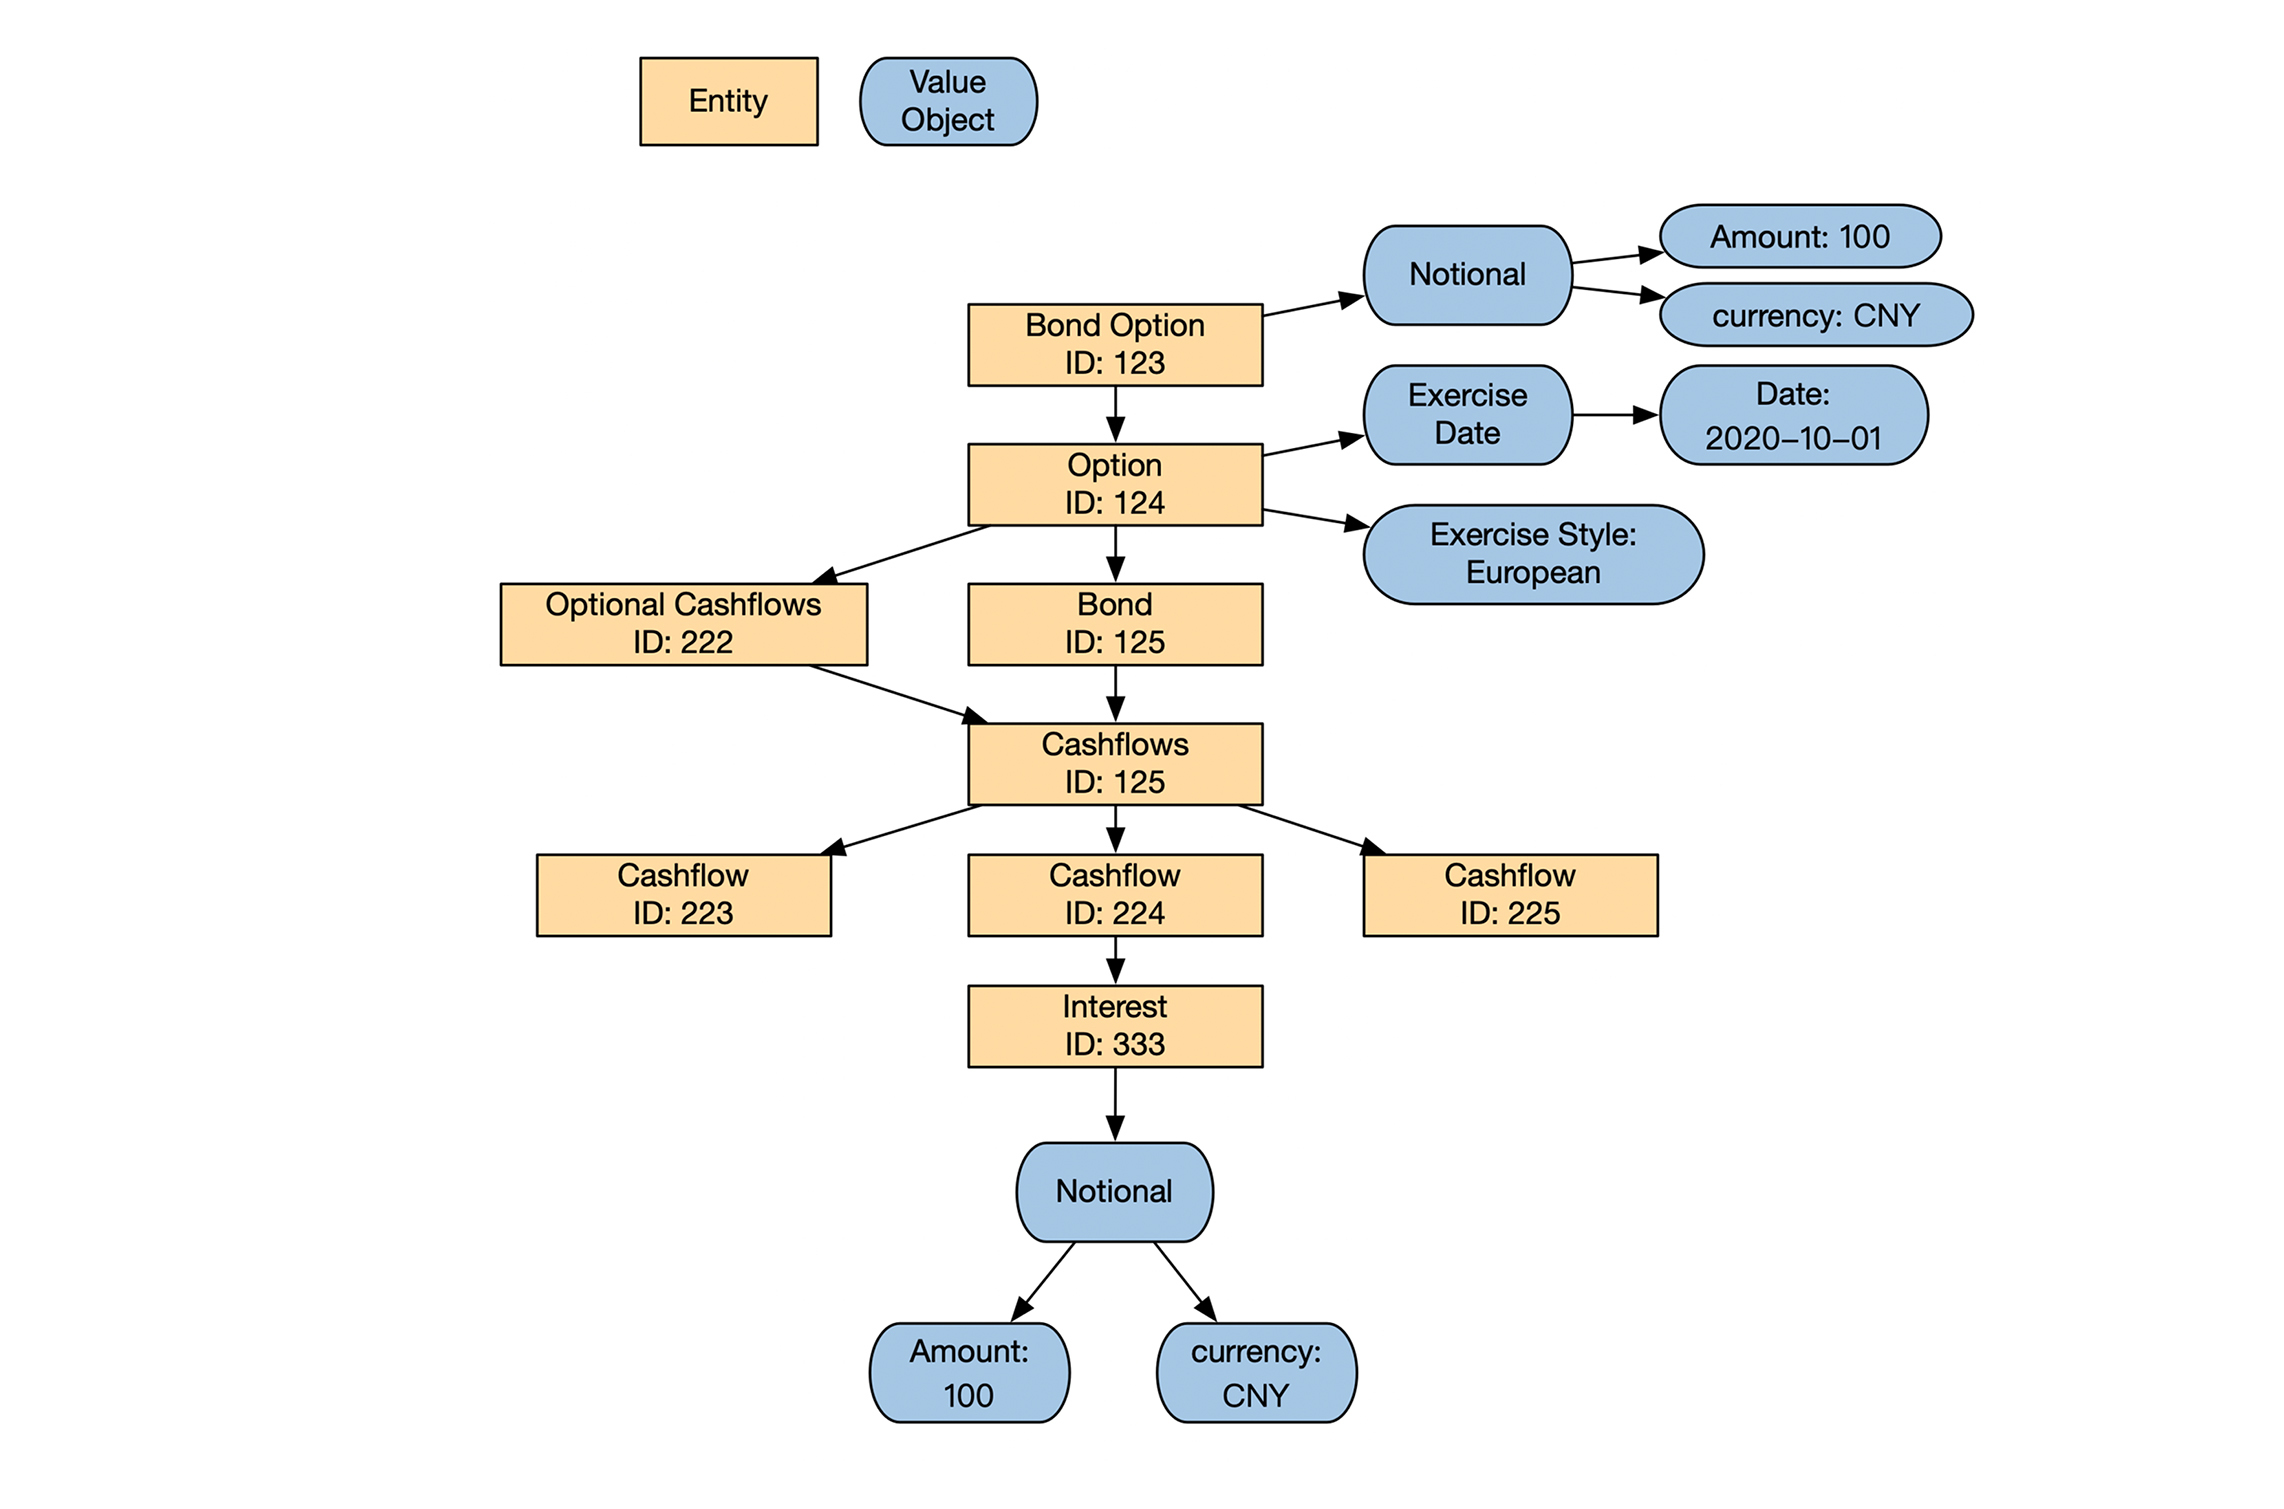 Entity
Value
Object
Notional
Amount: 100
currency: CNY
Bond Option
ID: 123
Exercise
Date
Date:
2020–10–01
Option
ID: 124
Exercise Style:
European
Optional Cashflows
ID: 222
Bond
ID: 125
Cashflows
ID: 125
Cashflow
ID: 223
Cashflow
ID: 224
Cashflow
ID: 225
Interest
ID: 333
Notional
Amount:
100
currency:
CNY